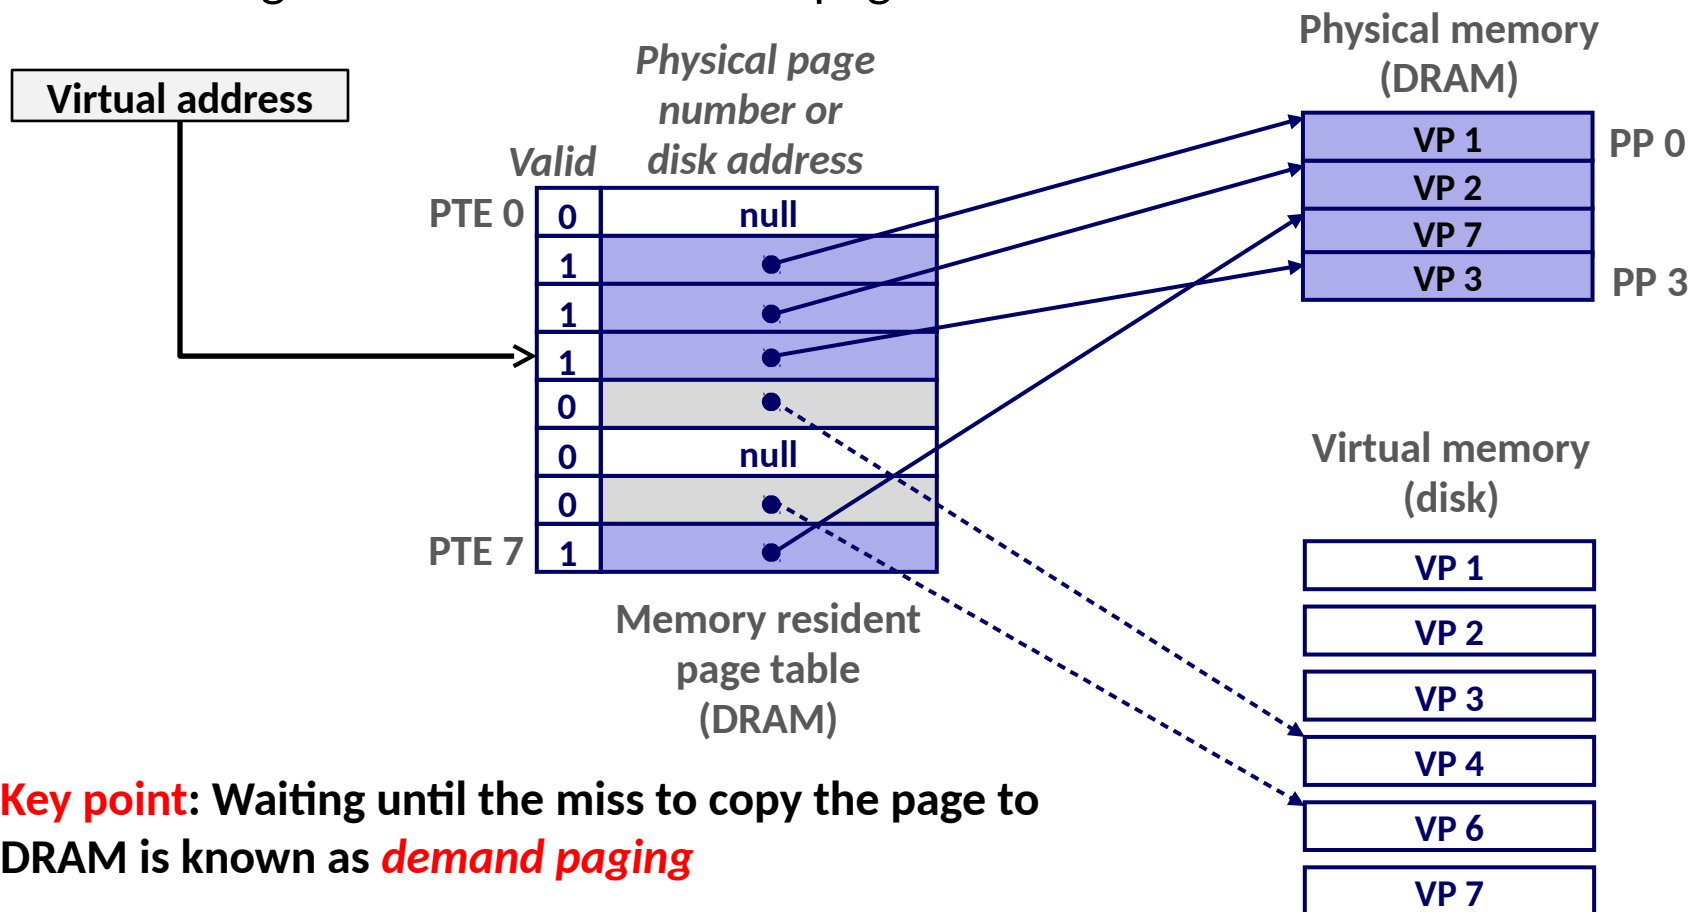 Virtual address
Physical page
number or
disk address
Valid
PTE 0
0
null
1
1
1
0
0
null
0
PTE 7
1
Memory resident
page table
(DRAM)
Physical memory
(DRAM)
VP 1
PP 0
VP 2
VP 7
VP 3
PP 3
Virtual memory
(disk)
VP 1
VP 2
VP 3
VP 4
VP 6
VP 7
Key point: Waiting until the miss to copy the page to
DRAM is known as demand paging